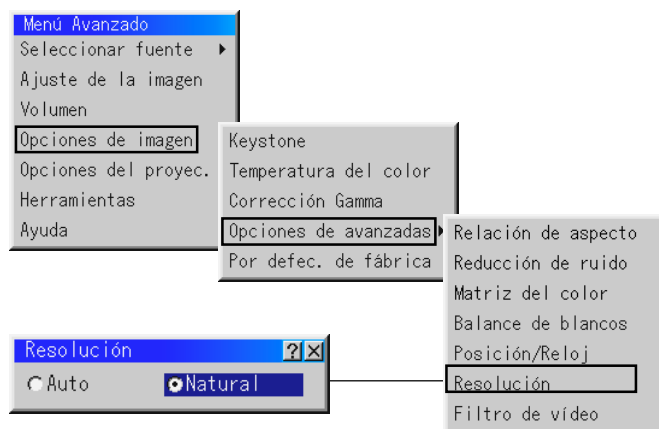 Menú Avanzado
Seleccionar fuente
Ajuste de la imagen
Volumen
Opciones de imagen
Opciones del proyec.
Herramientas
Ayuda
Keystone
Temperatura del color
Corrección Gamma
Opciones de avanzadas
Por defec. de fábrica
Relación de aspecto
Reducción de ruido
Matriz del color
Balance de blancos
Posición/Reloj
Resolución
Filtro de vídeo
Resolución
Auto
Natural